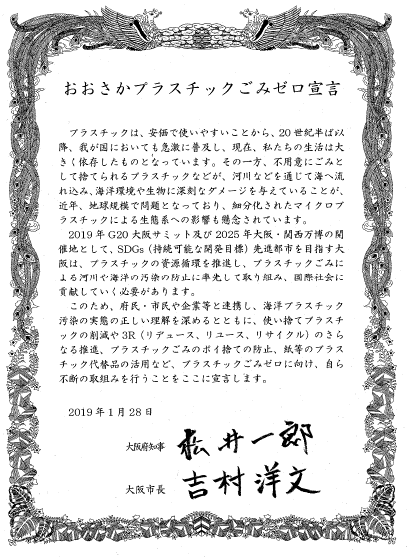 おおさかプラスチックごみゼロ宣言
プラスチックは、安価で使いやすいことから、20世紀半ば以
降、我が国においても急激に普及し、現在、私たちの生活は大
きく依存したものとなっています。その一方、不用意にごみと
して捨てられるプラスチックなどが、河川などを通じて海へ流
れ込み、海洋環境や生物に深刻なダメージを与えていることが、
近年、地球規模で問題となっており、細分化されたマイクロプ
ラスチックによる生態系への影響も懸念されています。
2019年G20大阪サミット及び2025年大阪・関西万博の開
催地として、SDGs（持続可能な開発目標）先進都市を目指す大
阪は、プラスチックの資源循環を推進し、プラスチックごみに
よる河川や海洋の汚染の防止に率先して取り組み、国際社会に
貢献していく必要があります。
このため、府民・市民や企業等と連携し、海洋プラスチック
汚染の実態の正しい理解を深めるとともに、使い捨てプラスチ
ックの削減や3R（リデュース、リユース、リサイクル）のさら
なる推進、プラスチックごみのポイ捨ての防止、紙等のプラス
チック代替品の活用など、プラスチックごみゼロに向け、自ら
不断の取組みを行うことをここに宣言します。
2019年1月28日
大阪府知事 松井一郎
大阪市長 吉村洋文